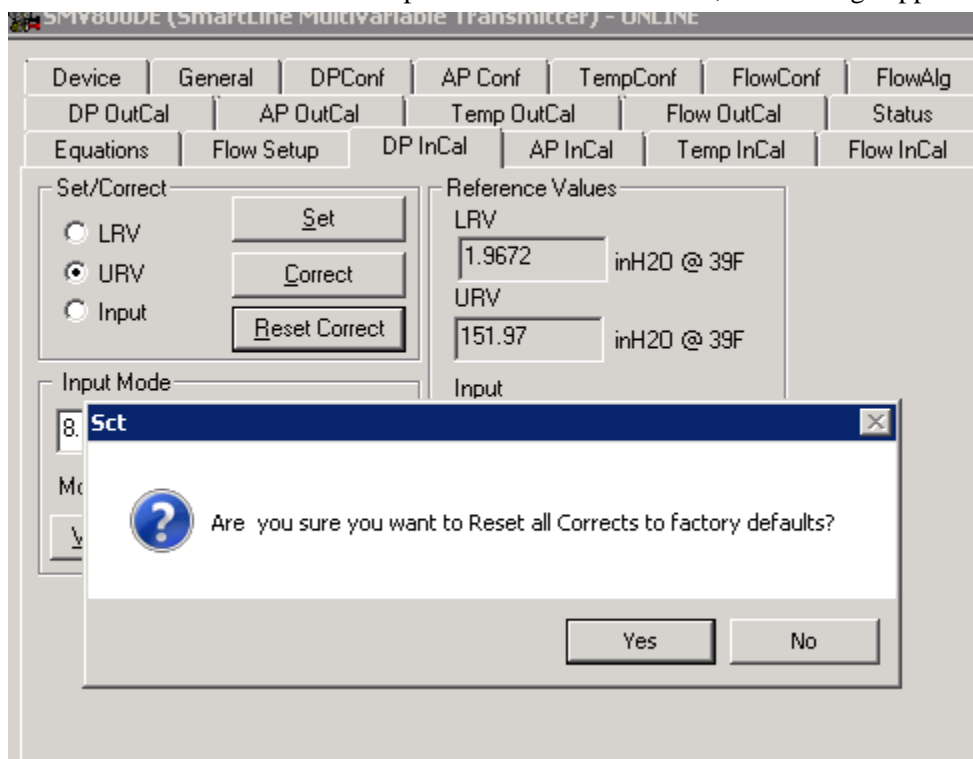 SMV800DE (SmartLine Multivariable Transmitter) - ONLINE
Device General DPConf AP Conf TempConf FlowConf FlowAlg
DP OutCal AP OutCal Temp OutCal Flow OutCal Status
Equations Flow Setup DP InCal AP InCal Temp InCal Flow InCal
Set/Correct
LRV
URV
Input
Set
Correct
Reset Correct
Reference Values
LRV
1.9672 inH2O @ 39F
URV
151.97 inH2O @ 39F
Input
Input Mode
8.
Sct
Are you sure you want to Reset all Corrects to factory defaults?
Yes No